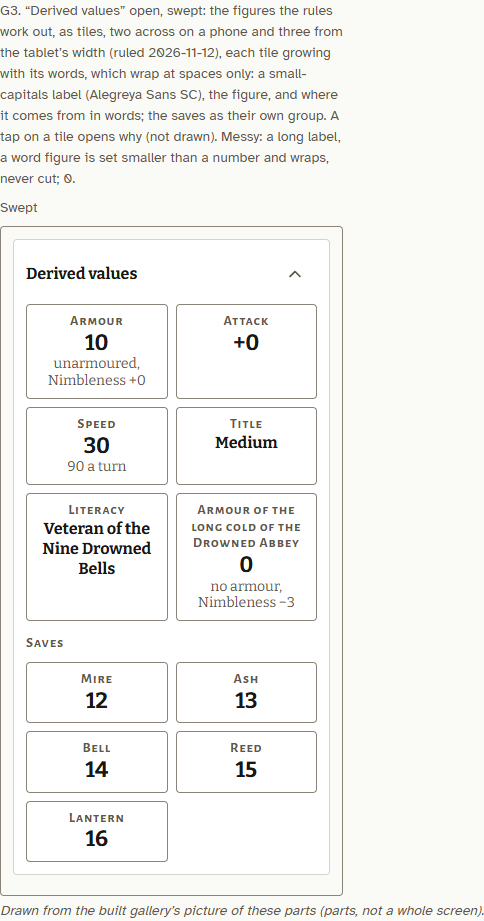 G3. “Derived values” open, swept: the figures the rules
work out, as tiles, two across on a phone and three from
the tablet’s width (ruled 2026-11-12), each tile growing
with its words, which wrap at spaces only: a small-
capitals label (Alegreya Sans SC), the figure, and where
it comes from in words; the saves as their own group. A
tap on a tile opens why (not drawn). Messy: a long label,
a word figure is set smaller than a number and wraps,
never cut; 0.
Swept
Derived values
Armour
10
unarmoured,
Nimbleness +0
Attack
+0
Speed
30
90 a turn
Title
Medium
Literacy
Veteran of the
Nine Drowned
Bells
Armour of the
long cold of the
Drowned Abbey
0
no armour,
Nimbleness −3
Saves
Mire
12
Ash
13
Bell
14
Reed
15
Lantern
16
Drawn from the built gallery’s picture of these parts (parts, not a whole screen).